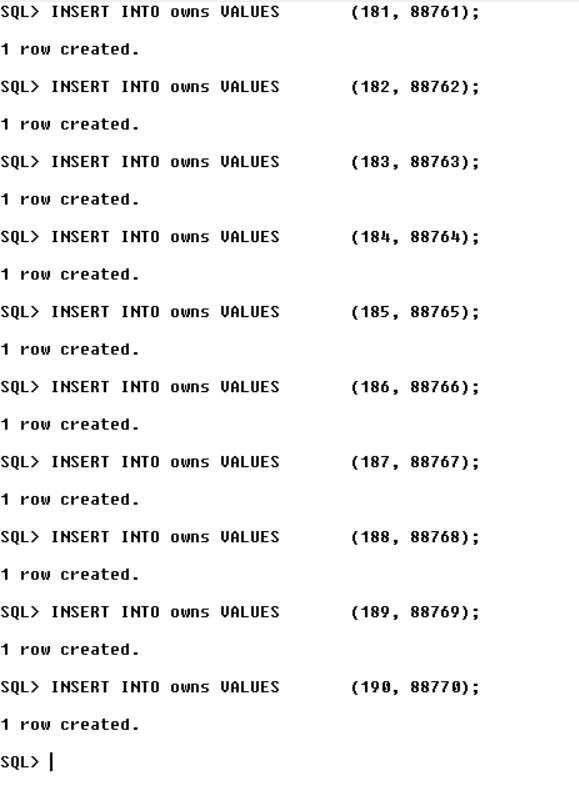 SQL> INSERT INTO owns VALUES       (181, 88761);
1 row created.
SQL> INSERT INTO owns VALUES       (182, 88762);
1 row created.
SQL> INSERT INTO owns VALUES       (183, 88763);
1 row created.
SQL> INSERT INTO owns VALUES       (184, 88764);
1 row created.
SQL> INSERT INTO owns VALUES       (185, 88765);
1 row created.
SQL> INSERT INTO owns VALUES       (186, 88766);
1 row created.
SQL> INSERT INTO owns VALUES       (187, 88767);
1 row created.
SQL> INSERT INTO owns VALUES       (188, 88768);
1 row created.
SQL> INSERT INTO owns VALUES       (189, 88769);
1 row created.
SQL> INSERT INTO owns VALUES       (190, 88770);
1 row created.
SQL>